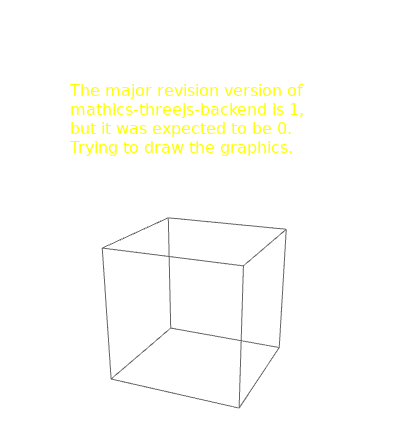 The major revision version of
mathics-threejs-backend is 1,
but it was expected to be 0.
Trying to draw the graphics.